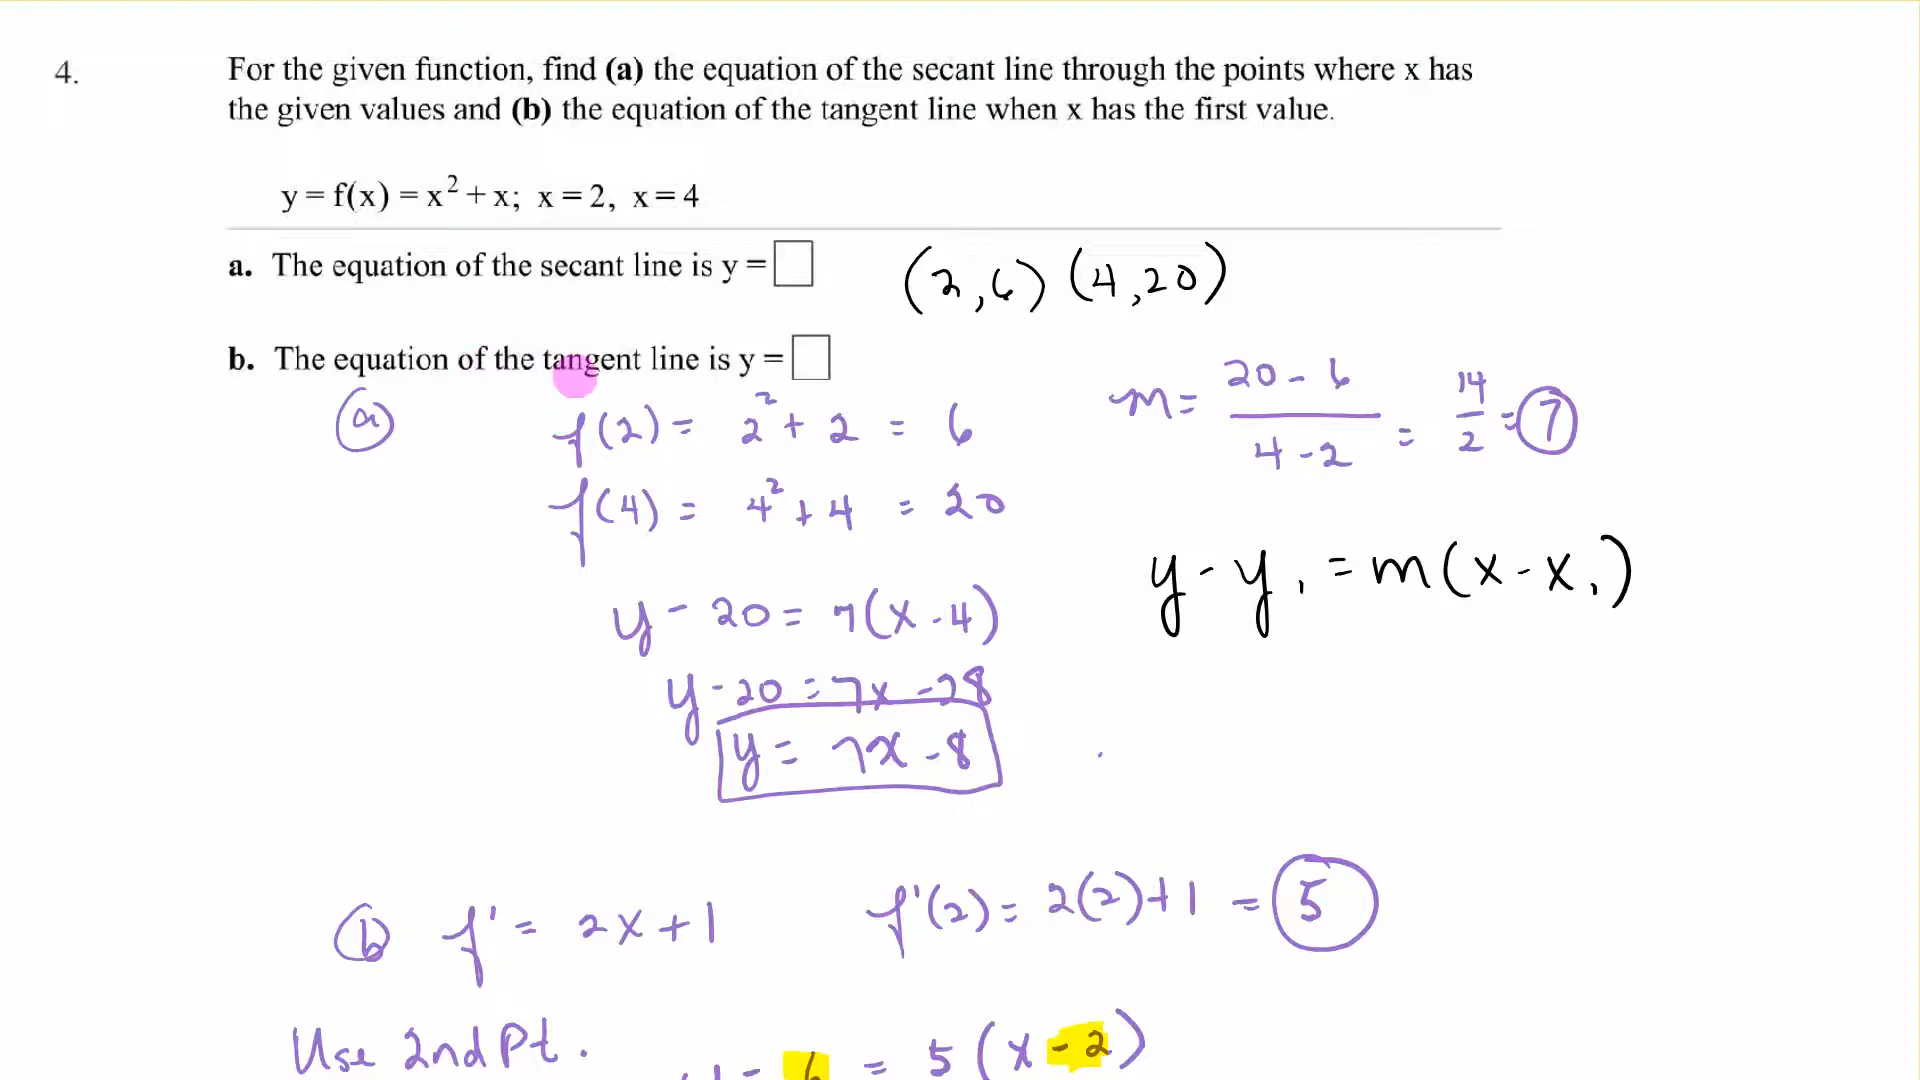 4.
For the given function, find (a) the equation of the secant line through the points where x has
the given values and (b) the equation of the tangent line when x has the first value.
y = f(x) = x² + x; x = 2, x = 4
a. The equation of the secant line is y =
(2,6) (4,20)
b. The equation of the tangent line is y =
m = 20 - 6 / 4 - 2 = 14 / 2 = 7
a
f(2) = 2² + 2 = 6
f(4) = 4² + 4 = 20
y - y₁ = m(x - x₁)
y - 20 = 7(x - 4)
y - 20 = 7x - 28
y = 7x - 8
b f' = 2x + 1
f'(2) = 2(2) + 1 = 5
Use 2nd Pt.
y - 6 = 5(x - 2)